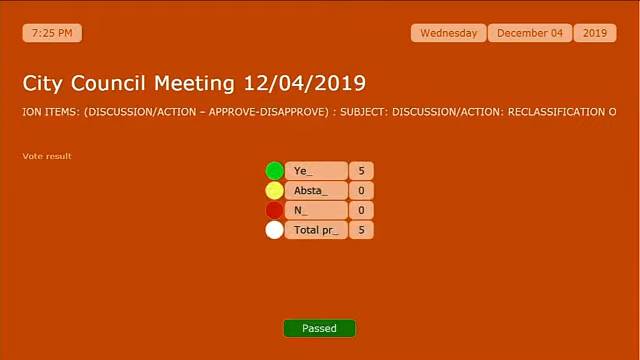 7:25 PM Wednesday December 04 2019
City Council Meeting 12/04/2019
ION ITEMS: (DISCUSSION/ACTION – APPROVE-DISAPPROVE) : SUBJECT: DISCUSSION/ACTION: RECLASSIFICATION O
Vote result
Ye_ 5
Absta_ 0
N_ 0
Total pr_ 5
Passed